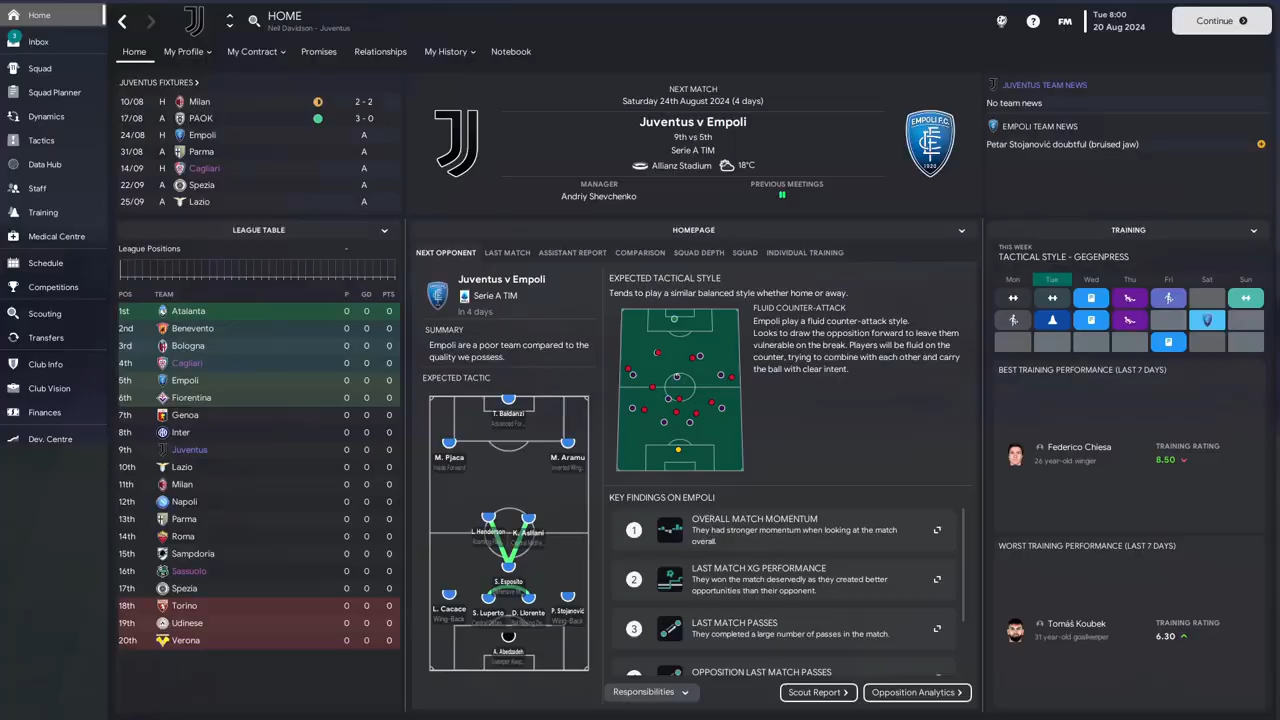 Home
3
Inbox
Squad
Squad Planner
Dynamics
Tactics
Data Hub
Staff
Training
Medical Centre
Schedule
Competitions
Scouting
Transfers
Club Info
Club Vision
Finances
Dev. Centre
HOME
Neil Davidson - Juventus
?
FM
Tue 8:00
20 Aug 2024
Continue
Home
My Profile
My Contract
Promises
Relationships
My History
Notebook
JUVENTUS FIXTURES
10/08 H Milan 2 - 2
17/08 A PAOK 3 - 0
24/08 H Empoli A
31/08 A Parma A
14/09 H Cagliari A
22/09 A Spezia A
25/09 A Lazio A
NEXT MATCH
Saturday 24th August 2024 (4 days)
Juventus v Empoli
9th vs 5th
Serie A TIM
Allianz Stadium 18°C
MANAGER
Andriy Shevchenko
PREVIOUS MEETINGS
EMPOLI F.C.
1920
JUVENTUS TEAM NEWS
No team news
EMPOLI TEAM NEWS
Petar Stojanović doubtful (bruised jaw)
LEAGUE TABLE
League Positions -
POS TEAM P GD PTS
1st Atalanta 0 0 0
2nd Benevento 0 0 0
3rd Bologna 0 0 0
4th Cagliari 0 0 0
5th Empoli 0 0 0
6th Fiorentina 0 0 0
7th Genoa 0 0 0
8th Inter 0 0 0
9th Juventus 0 0 0
10th Lazio 0 0 0
11th Milan 0 0 0
12th Napoli 0 0 0
13th Parma 0 0 0
14th Roma 0 0 0
15th Sampdoria 0 0 0
16th Sassuolo 0 0 0
17th Spezia 0 0 0
18th Torino 0 0 0
19th Udinese 0 0 0
20th Verona 0 0 0
HOMEPAGE
NEXT OPPONENT
LAST MATCH
ASSISTANT REPORT
COMPARISON
SQUAD DEPTH
SQUAD
INDIVIDUAL TRAINING
Juventus v Empoli
Serie A TIM
In 4 days
SUMMARY
Empoli are a poor team compared to the
quality we possess.
EXPECTED TACTIC
T. Baldanzi
Advanced For...
M. Pjaca
Inside Forward
M. Aramu
Inverted Wing...
L. Henderson
K. Asllani
S. Esposito
L. Cacace
Wing-Back
S. Luperto
D. Llorente
P. Stojanović
Wing-Back
A. Abedzadeh
Sweeper Keep...
EXPECTED TACTICAL STYLE
Tends to play a similar balanced style whether home or away.
FLUID COUNTER-ATTACK
Empoli play a fluid counter-attack style.
Looks to draw the opposition forward to leave them
vulnerable on the break. Players will be fluid on the
counter, trying to combine with each other and carry
the ball with clear intent.
KEY FINDINGS ON EMPOLI
1
OVERALL MATCH MOMENTUM
They had stronger momentum when looking at the match
overall.
2
LAST MATCH XG PERFORMANCE
They won the match deservedly as they created better
opportunities than their opponent.
3
LAST MATCH PASSES
They completed a large number of passes in the match.
OPPOSITION LAST MATCH PASSES
Responsibilities
Scout Report
Opposition Analytics
TRAINING
THIS WEEK
TACTICAL STYLE - GEGENPRESS
Mon Tue Wed Thu Fri Sat Sun
BEST TRAINING PERFORMANCE (LAST 7 DAYS)
Federico Chiesa
26 year-old winger
TRAINING RATING
8.50
WORST TRAINING PERFORMANCE (LAST 7 DAYS)
Tomáš Koubek
31 year-old goalkeeper
TRAINING RATING
6.30